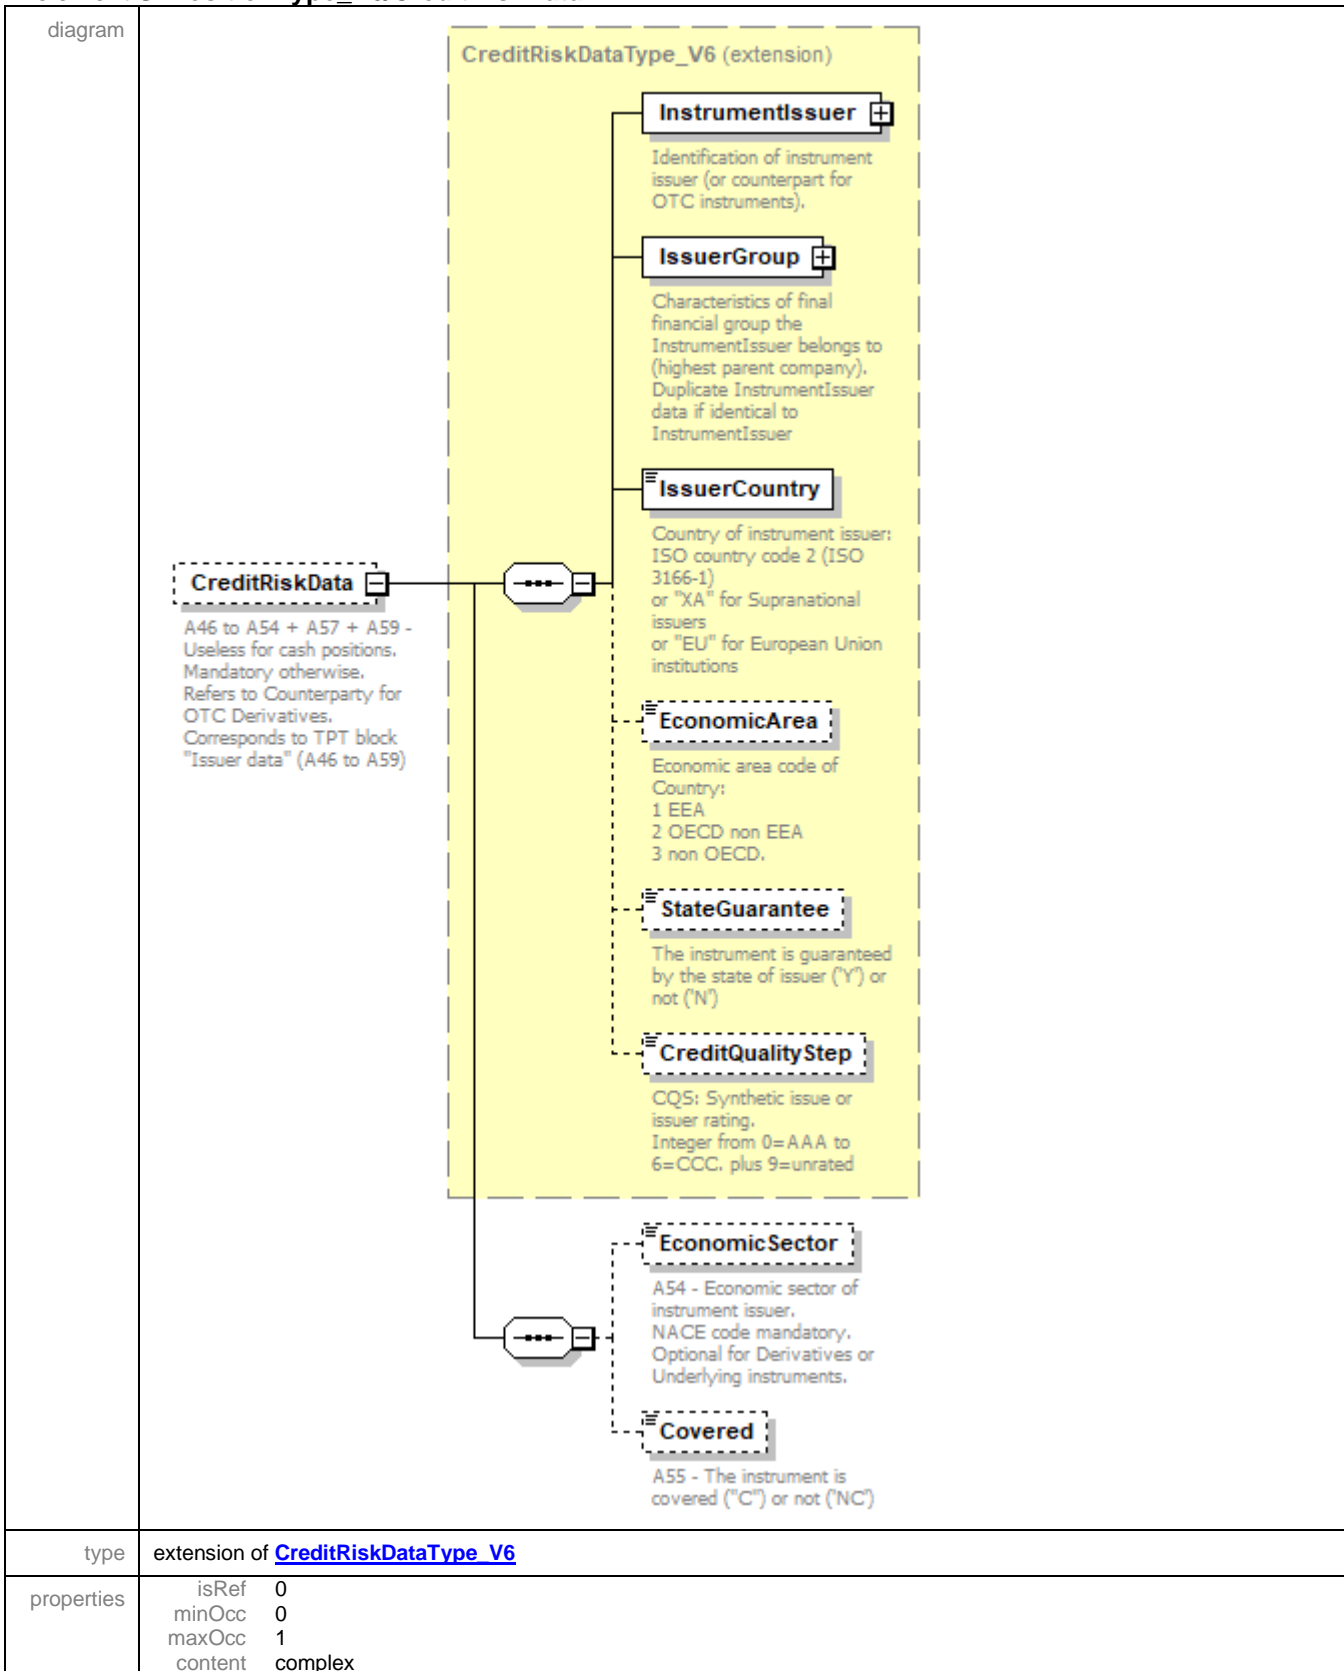 diagram
CreditRiskDataType_V6 (extension)
InstrumentIssuer
Identification of instrument
issuer (or counterpart for
OTC instruments).
IssuerGroup
Characteristics of final
financial group the
InstrumentIssuer belongs to
(highest parent company).
Duplicate InstrumentIssuer
data if identical to
InstrumentIssuer
IssuerCountry
Country of instrument issuer:
ISO country code 2 (ISO
3166-1)
or "XA" for Supranational
issuers
or "EU" for European Union
institutions
CreditRiskData
A46 to A54 + A57 + A59 -
Useless for cash positions.
Mandatory otherwise.
Refers to Counterparty for
OTC Derivatives.
Corresponds to TPT block
"Issuer data" (A46 to A59)
EconomicArea
Economic area code of
Country:
1 EEA
2 OECD non EEA
3 non OECD.
StateGuarantee
The instrument is guaranteed
by the state of issuer ('Y') or
not ('N')
CreditQualityStep
CQS: Synthetic issue or
issuer rating.
Integer from 0=AAA to
6=CCC. plus 9=unrated
EconomicSector
A54 - Economic sector of
instrument issuer.
NACE code mandatory.
Optional for Derivatives or
Underlying instruments.
Covered
A55 - The instrument is
covered ("C") or not ('NC')
type extension of CreditRiskDataType_V6
properties isRef 0
minOcc 0
maxOcc 1
content complex